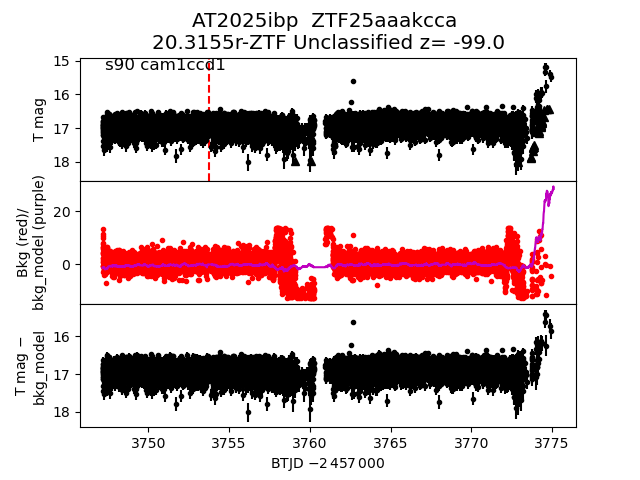 AT2025ibp  ZTF25aaakcca
20.3155r-ZTF Unclassified z= -99.0
s90 cam1ccd1
T mag
15
16
17
18
Bkg (red)/
bkg_model (purple)
20
0
T mag −
bkg_model
16
17
18
3750
3755
3760
3765
3770
3775
BTJD −2 457 000